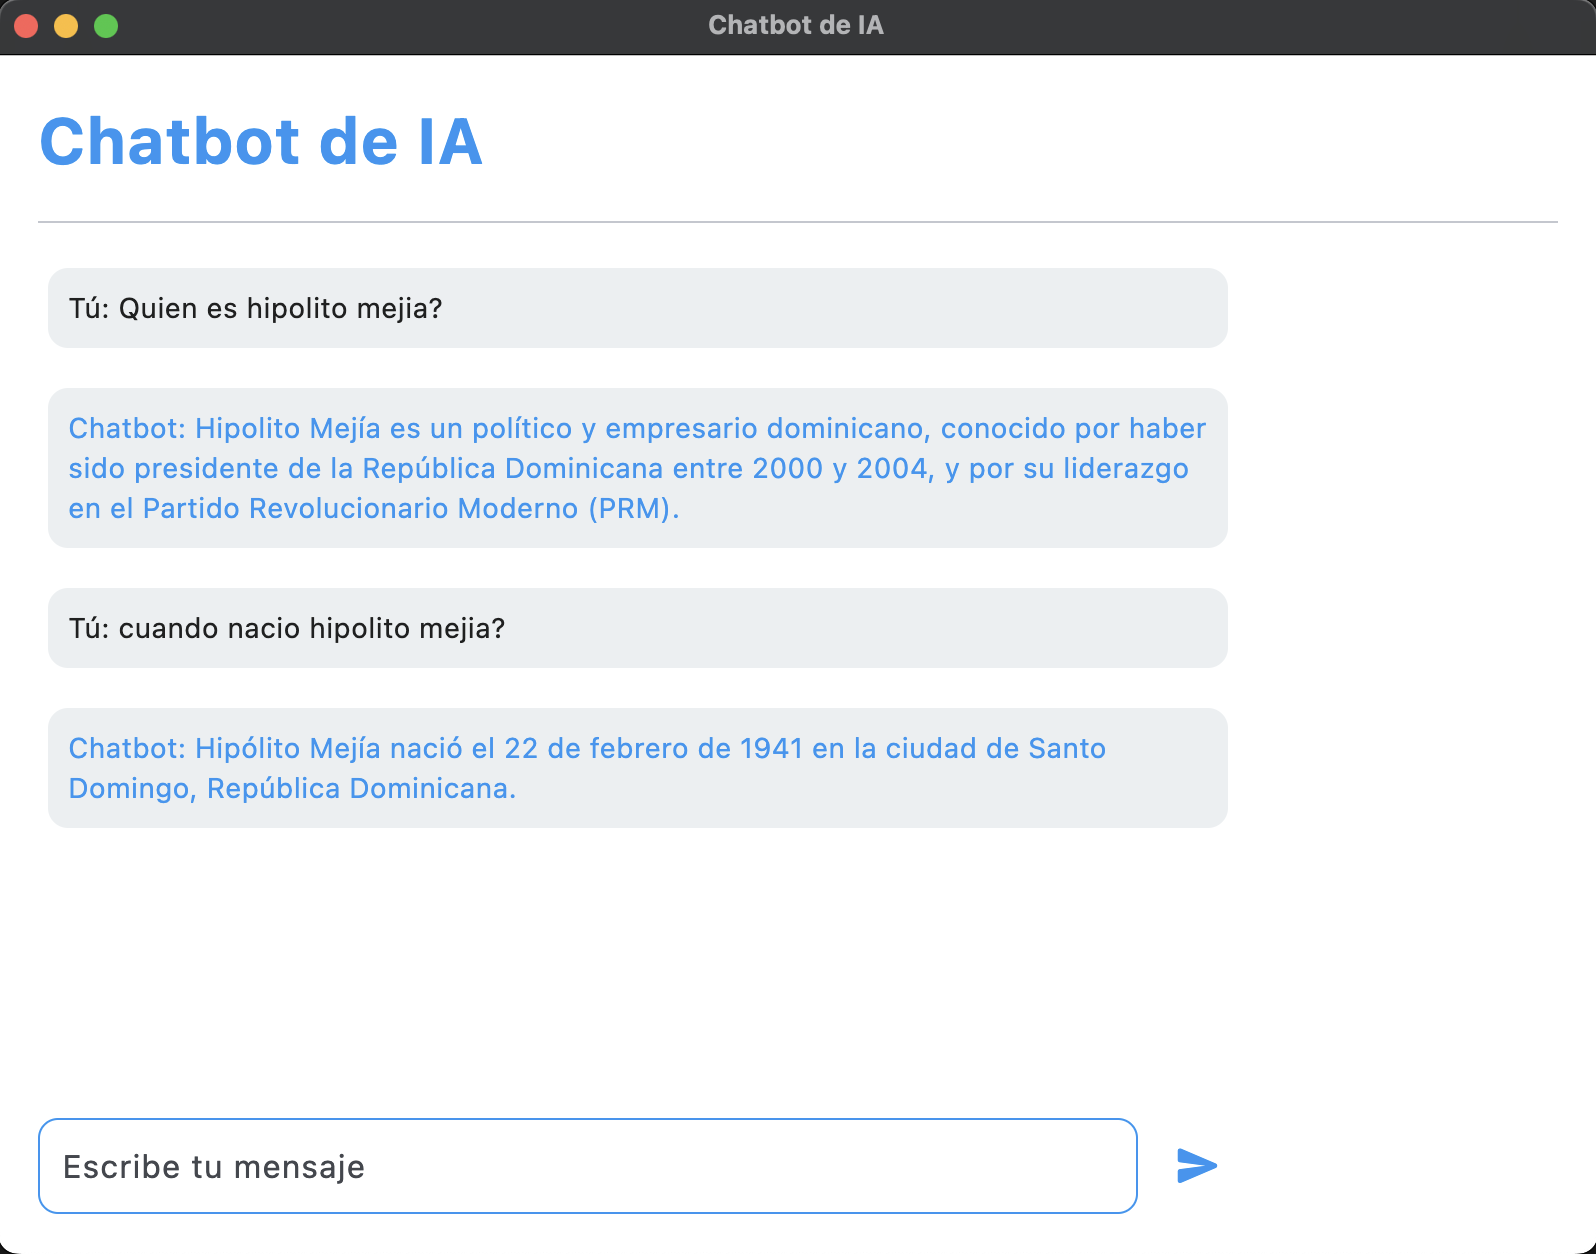 Chatbot de IA
Chatbot de IA
Tú: Quien es hipolito mejia?
Chatbot: Hipolito Mejía es un político y empresario dominicano, conocido por haber
sido presidente de la República Dominicana entre 2000 y 2004, y por su liderazgo
en el Partido Revolucionario Moderno (PRM).
Tú: cuando nacio hipolito mejia?
Chatbot: Hipólito Mejía nació el 22 de febrero de 1941 en la ciudad de Santo
Domingo, República Dominicana.
Escribe tu mensaje